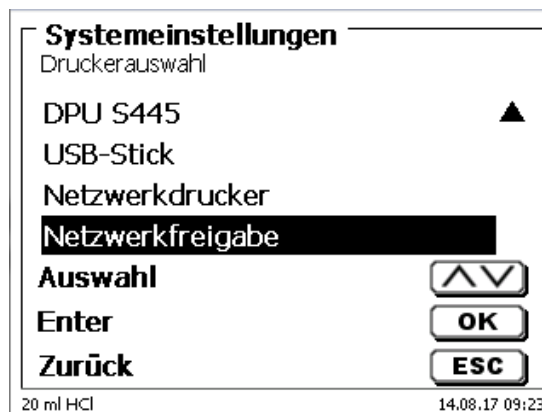 Systemeinstellungen
Druckerauswahl
DPU S445
USB-Stick
Netzwerkdrucker
Netzwerkfreigabe
Auswahl
Enter OK
Zurück ESC
20 ml HCl 14.08.17 09:23